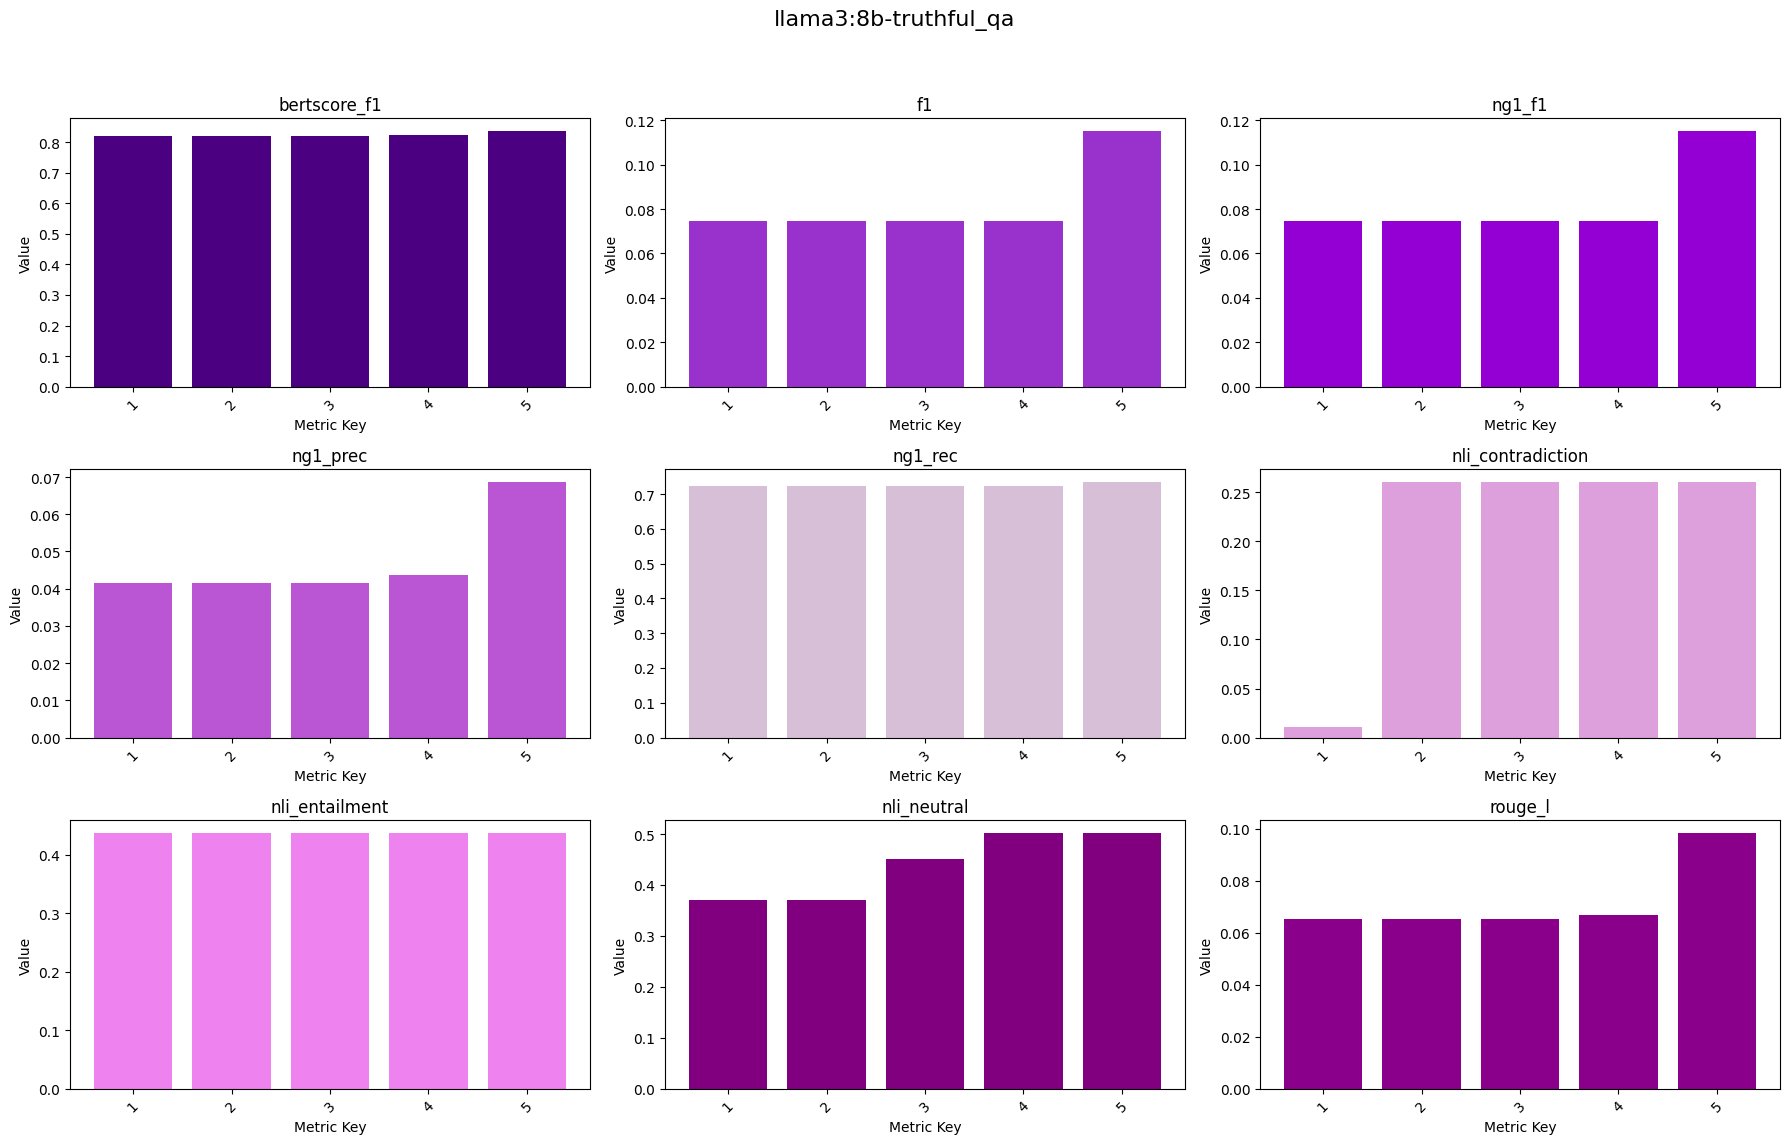 llama3:8b-truthful_qa
bertscore_f1
0.8
0.7
0.6
0.5
0.4
0.3
0.2
0.1
0.0
Value
1 2 3 4 5
Metric Key
f1
0.12
0.10
0.08
0.06
0.04
0.02
0.00
Value
1 2 3 4 5
Metric Key
ng1_f1
0.12
0.10
0.08
0.06
0.04
0.02
0.00
Value
1 2 3 4 5
Metric Key
ng1_prec
0.07
0.06
0.05
0.04
0.03
0.02
0.01
0.00
Value
1 2 3 4 5
Metric Key
ng1_rec
0.7
0.6
0.5
0.4
0.3
0.2
0.1
0.0
Value
1 2 3 4 5
Metric Key
nli_contradiction
0.25
0.20
0.15
0.10
0.05
0.00
Value
1 2 3 4 5
Metric Key
nli_entailment
0.4
0.3
0.2
0.1
0.0
Value
1 2 3 4 5
Metric Key
nli_neutral
0.5
0.4
0.3
0.2
0.1
0.0
Value
1 2 3 4 5
Metric Key
rouge_l
0.10
0.08
0.06
0.04
0.02
0.00
Value
1 2 3 4 5
Metric Key